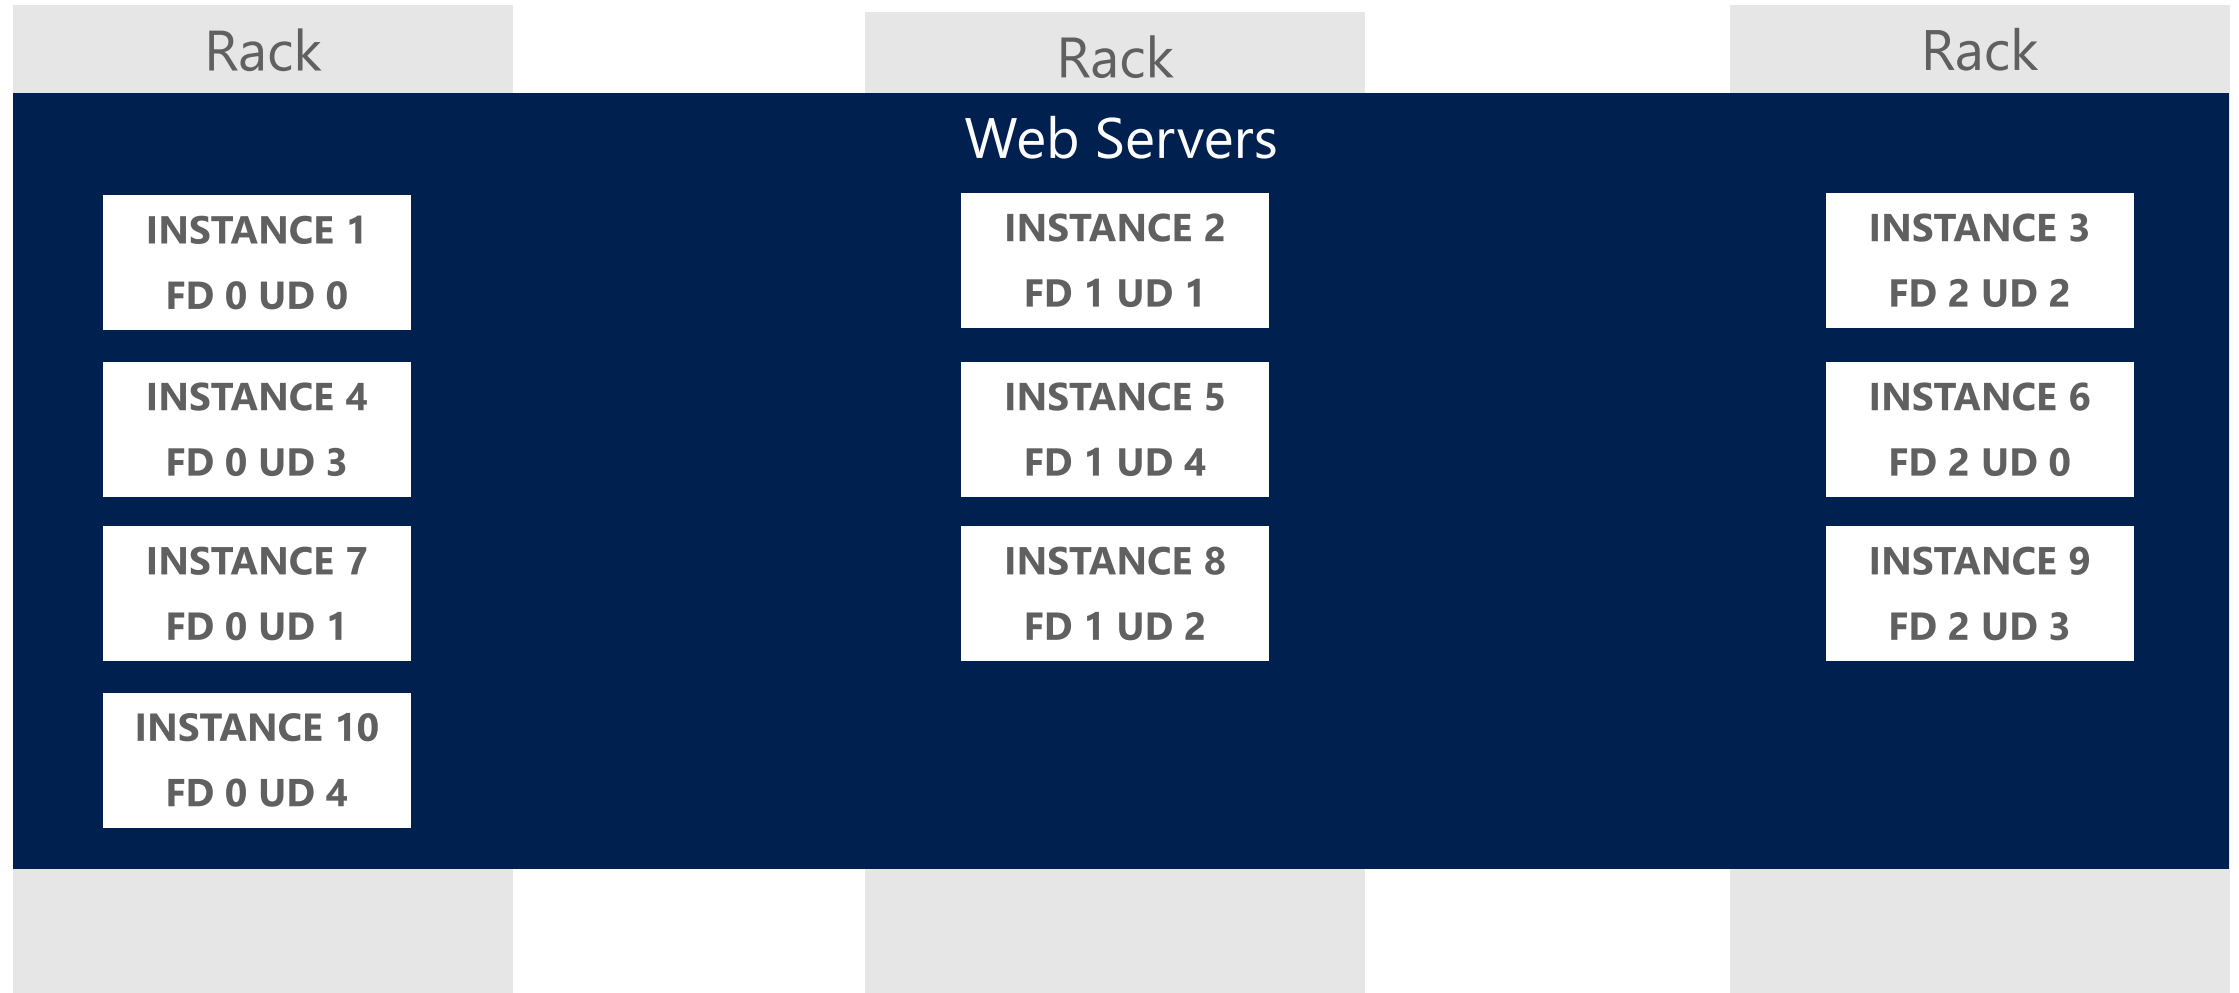 Rack
Rack
Rack
Web Servers
INSTANCE 1
FD 0 UD 0
INSTANCE 2
FD 1 UD 1
INSTANCE 3
FD 2 UD 2
INSTANCE 4
FD 0 UD 3
INSTANCE 5
FD 1 UD 4
INSTANCE 6
FD 2 UD 0
INSTANCE 7
FD 0 UD 1
INSTANCE 8
FD 1 UD 2
INSTANCE 9
FD 2 UD 3
INSTANCE 10
FD 0 UD 4